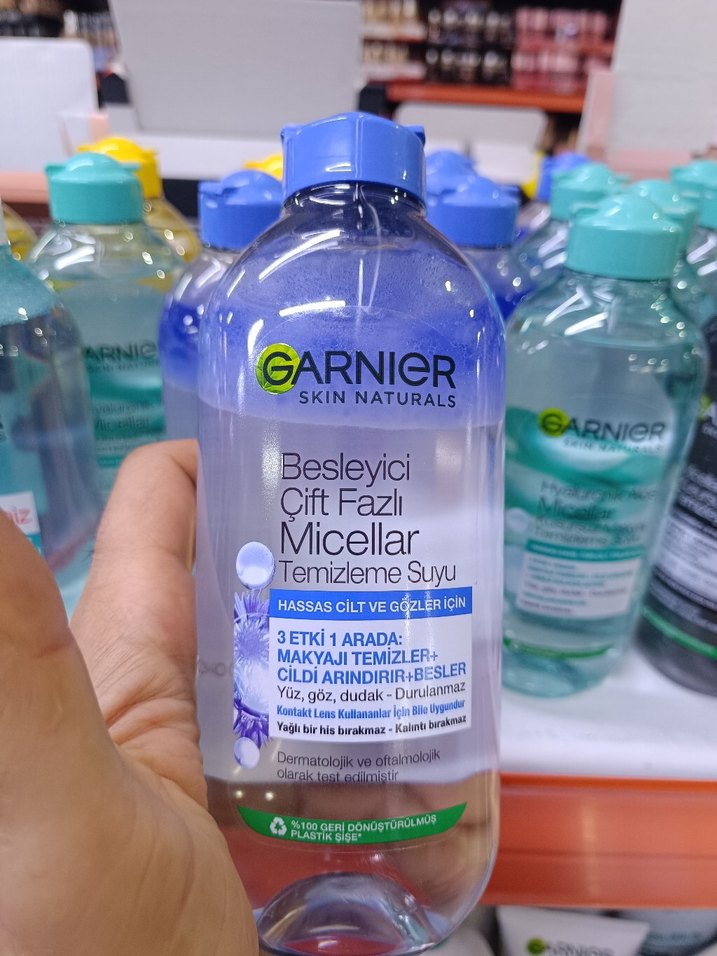 GARNIER
SKIN NATURALS
Besleyici
Çift Fazlı
Micellar
Temizleme Suyu
HASSAS CİLT VE GÖZLER İÇİN
3 ETKİ 1 ARADA:
MAKYAJI TEMİZLER+
CİLDİ ARINDIRIR+BESLER
Yüz, göz, dudak - Durulanmaz
Kontakt Lens Kullananlar İçin Bile Uygundur
Yağlı bir his bırakmaz - Kalıntı bırakmaz
Dermatolojik ve oftalmolojik
olarak test edilmiştir
%100 GERİ DÖNÜŞTÜRÜLMÜŞ
PLASTİK ŞİŞE*
GARNIER
SKIN NATURALS
Micellar
Temizleme Suyu
GARNIER